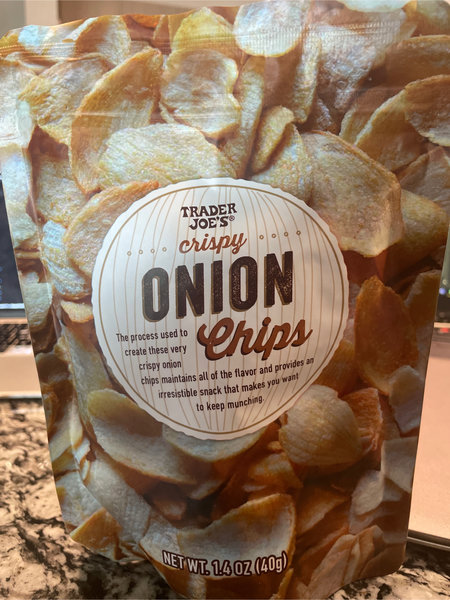 TRADER
JOE'S®
crispy
ONION
Chips
The process used to
create these very
crispy onion
chips maintains all of the flavor and provides an
irresistible snack that makes you want
to keep munching.
NET WT. 1.4 OZ (40g)